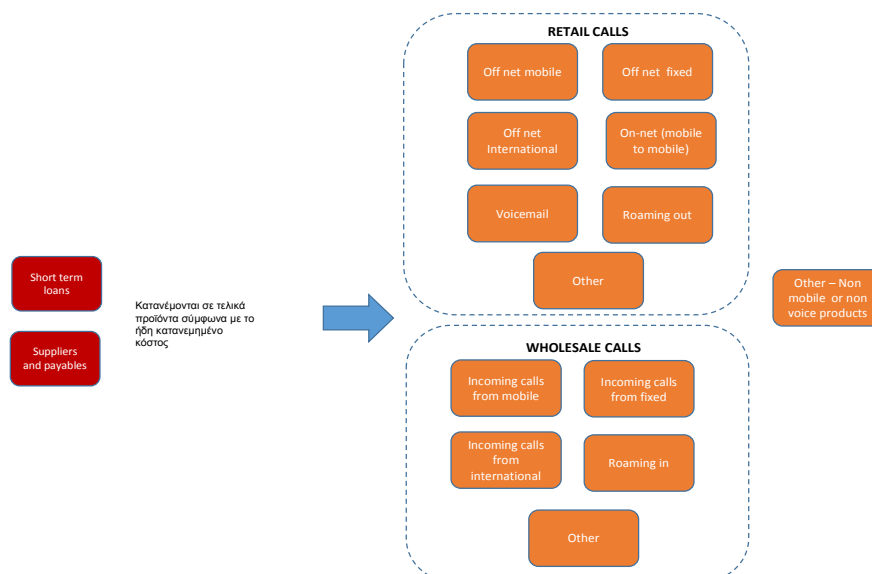 RETAIL CALLS
Off net mobile
Off net fixed
Off net
International
On-net (mobile
to mobile)
Voicemail
Roaming out
Other
Short term
loans
Suppliers
and payables
Κατανέμονται σε τελικά
προϊόντα σύμφωνα με το
ήδη κατανεμημένο
κόστος
Other – Non
mobile or non
voice products
WHOLESALE CALLS
Incoming calls
from mobile
Incoming calls
from fixed
Incoming calls
from
international
Roaming in
Other